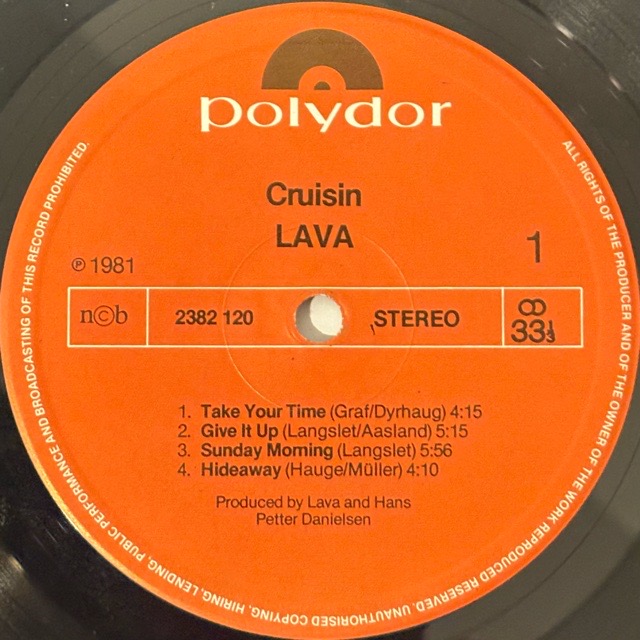 polydor
Cruisin
LAVA
1
℗ 1981
n©b
2382 120
STEREO
33⅓
1. Take Your Time (Graf/Dyrhaug) 4:15
2. Give It Up (Langslet/Aasland) 5:15
3. Sunday Morning (Langslet) 5:56
4. Hideaway (Hauge/Müller) 4:10
Produced by Lava and Hans
Petter Danielsen
ALL RIGHTS OF THE PRODUCER AND OF THE OWNER OF THE WORK REPRODUCED RESERVED. UNAUTHORISED COPYING, HIRING, LENDING, PUBLIC PERFORMANCE AND BROADCASTING OF THIS RECORD PROHIBITED.